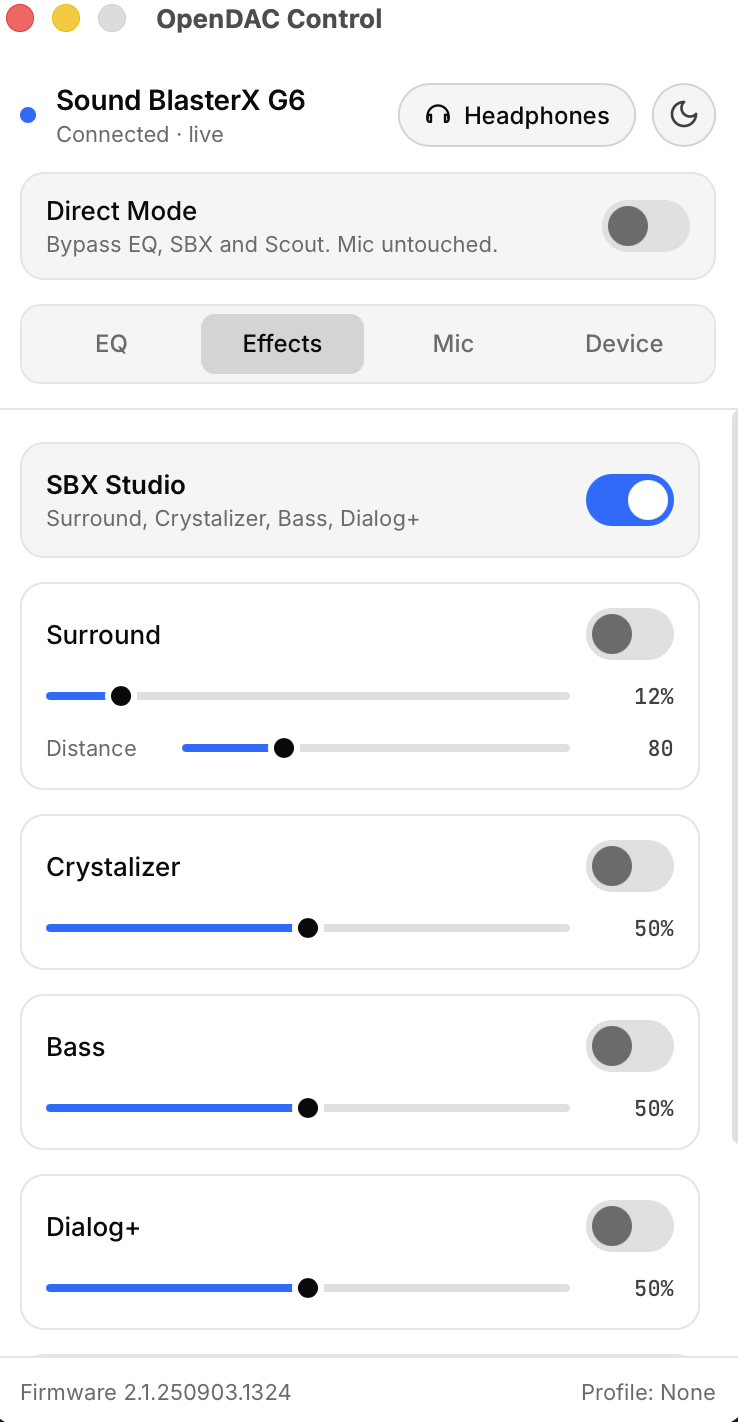 OpenDAC Control
Sound BlasterX G6
Connected · live
Headphones
Direct Mode
Bypass EQ, SBX and Scout. Mic untouched.
EQ Effects Mic Device
SBX Studio
Surround, Crystalizer, Bass, Dialog+
Surround
12%
Distance 80
Crystalizer
50%
Bass
50%
Dialog+
50%
Firmware 2.1.250903.1324 Profile: None